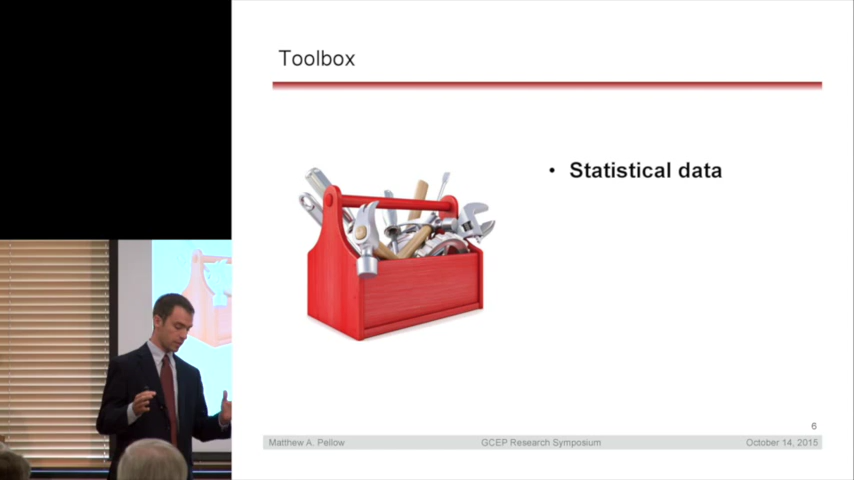 Toolbox
• Statistical data
6
Matthew A. Pellow GCEP Research Symposium October 14, 2015